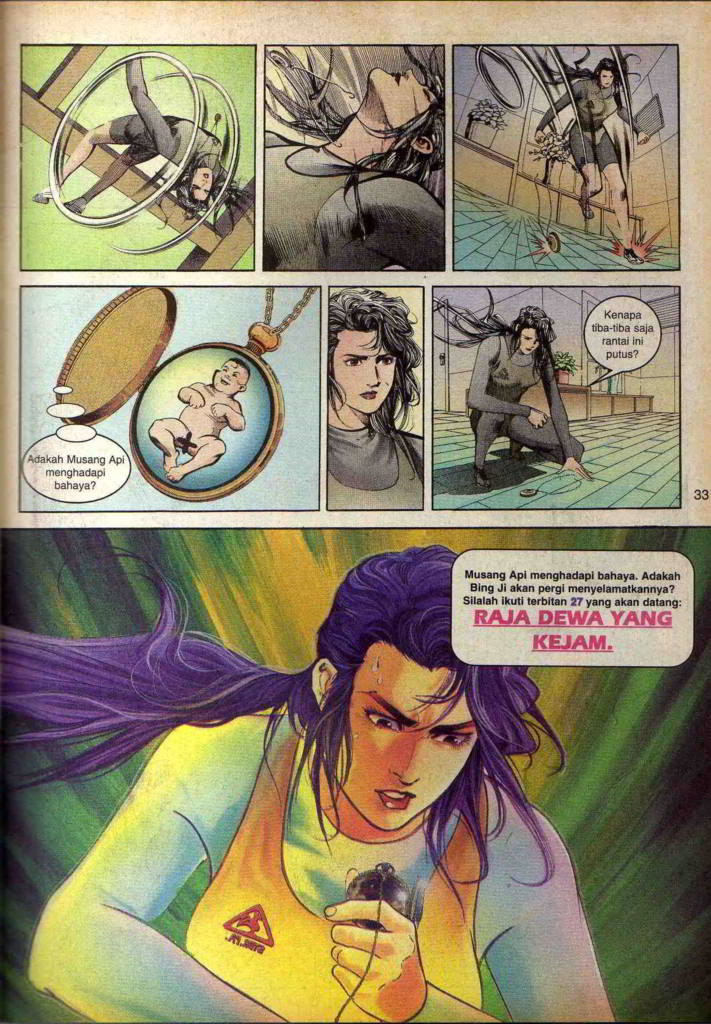 Kenapa
tiba-tiba saja
rantai ini
putus?
Adakah Musang Api
menghadapi
bahaya?
33
Musang Api menghadapi bahaya. Adakah
Bing Ji akan pergi menyelamatkannya?
Silalah ikuti terbitan 27 yang akan datang:
RAJA DEWA YANG
KEJAM.